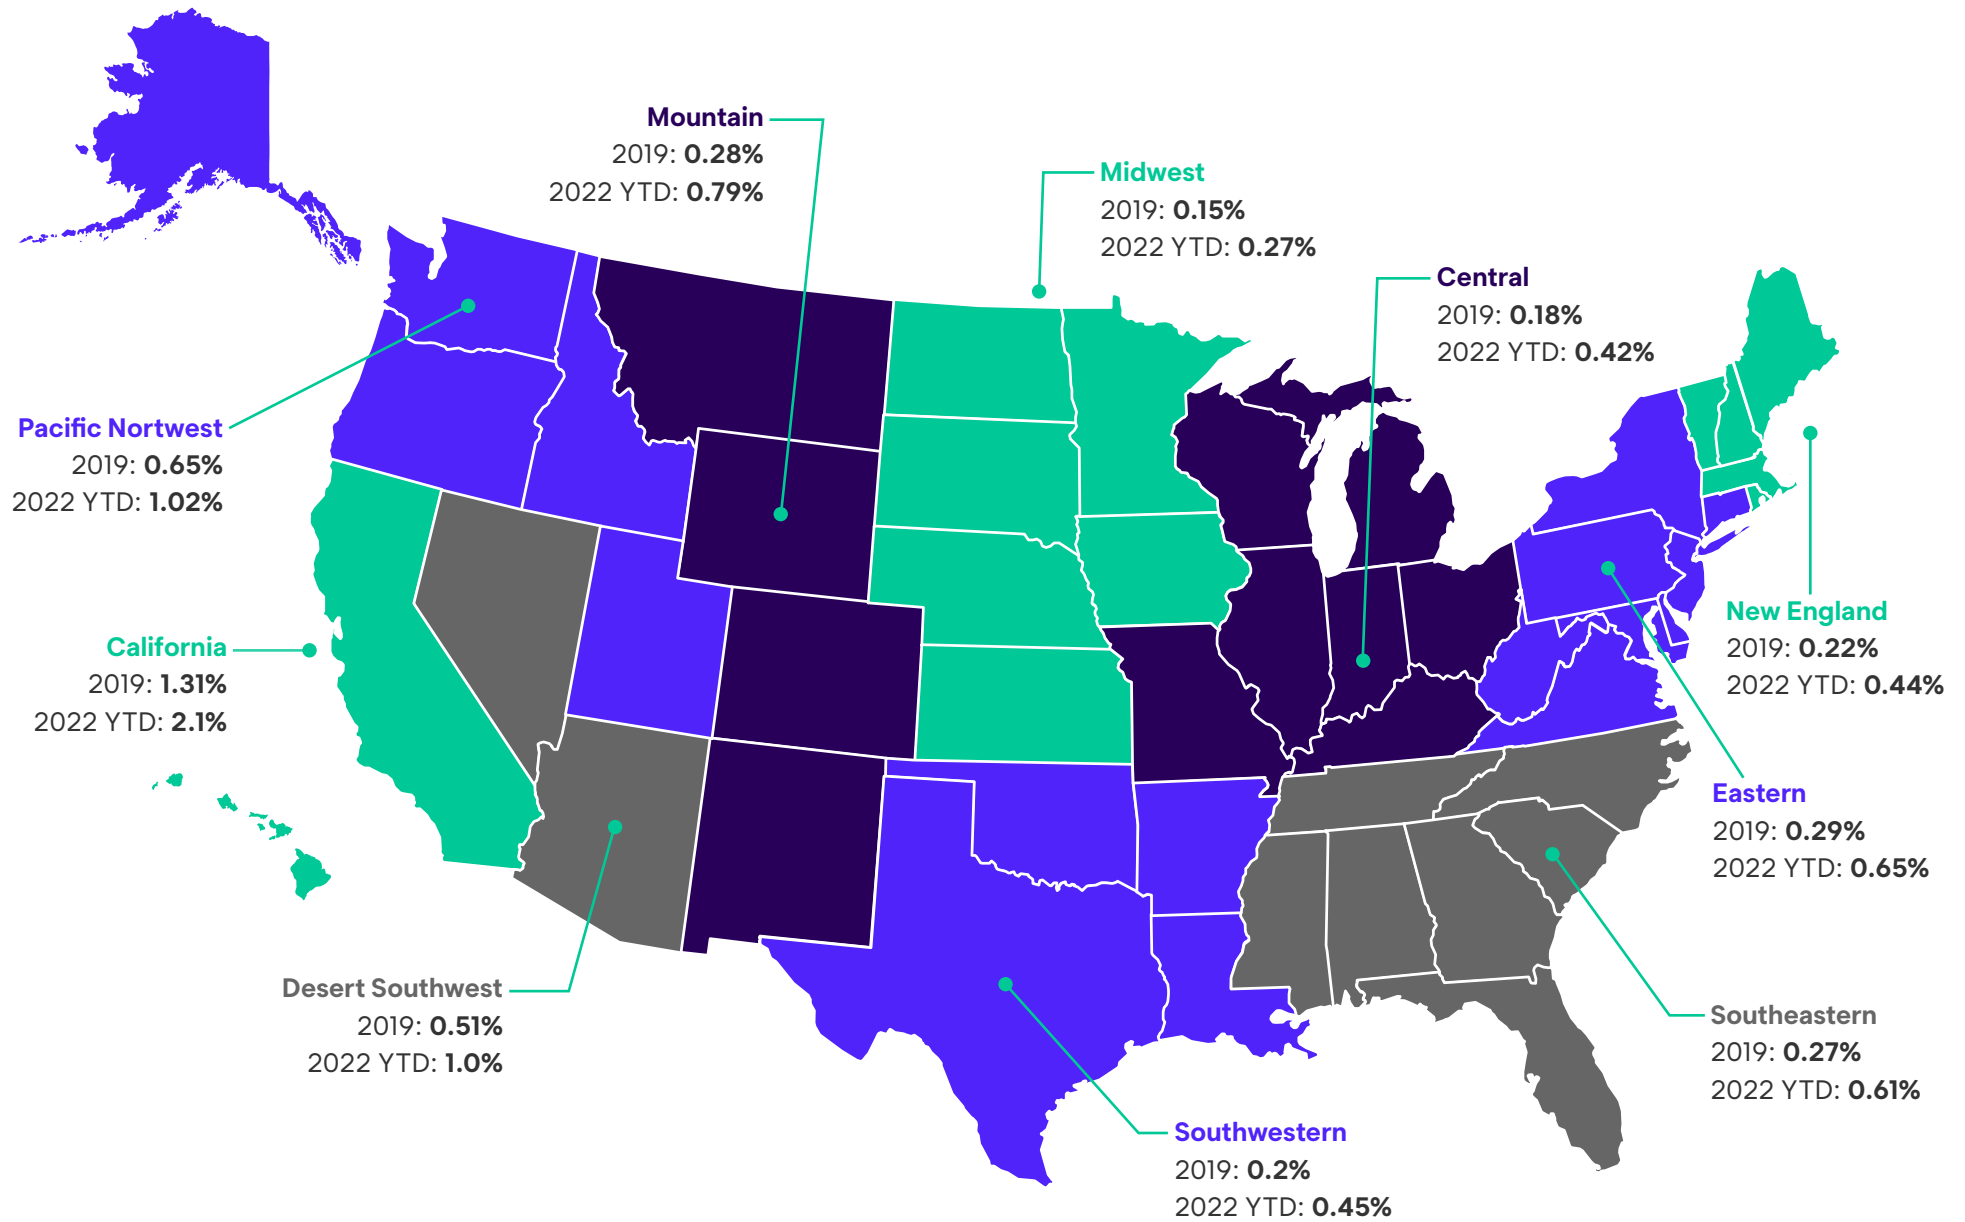 Mountain
2019: 0.28%
2022 YTD: 0.79%
Midwest
2019: 0.15%
2022 YTD: 0.27%
Central
2019: 0.18%
2022 YTD: 0.42%
Pacific Nortwest
2019: 0.65%
2022 YTD: 1.02%
New England
2019: 0.22%
2022 YTD: 0.44%
California
2019: 1.31%
2022 YTD: 2.1%
Eastern
2019: 0.29%
2022 YTD: 0.65%
Desert Southwest
2019: 0.51%
2022 YTD: 1.0%
Southeastern
2019: 0.27%
2022 YTD: 0.61%
Southwestern
2019: 0.2%
2022 YTD: 0.45%